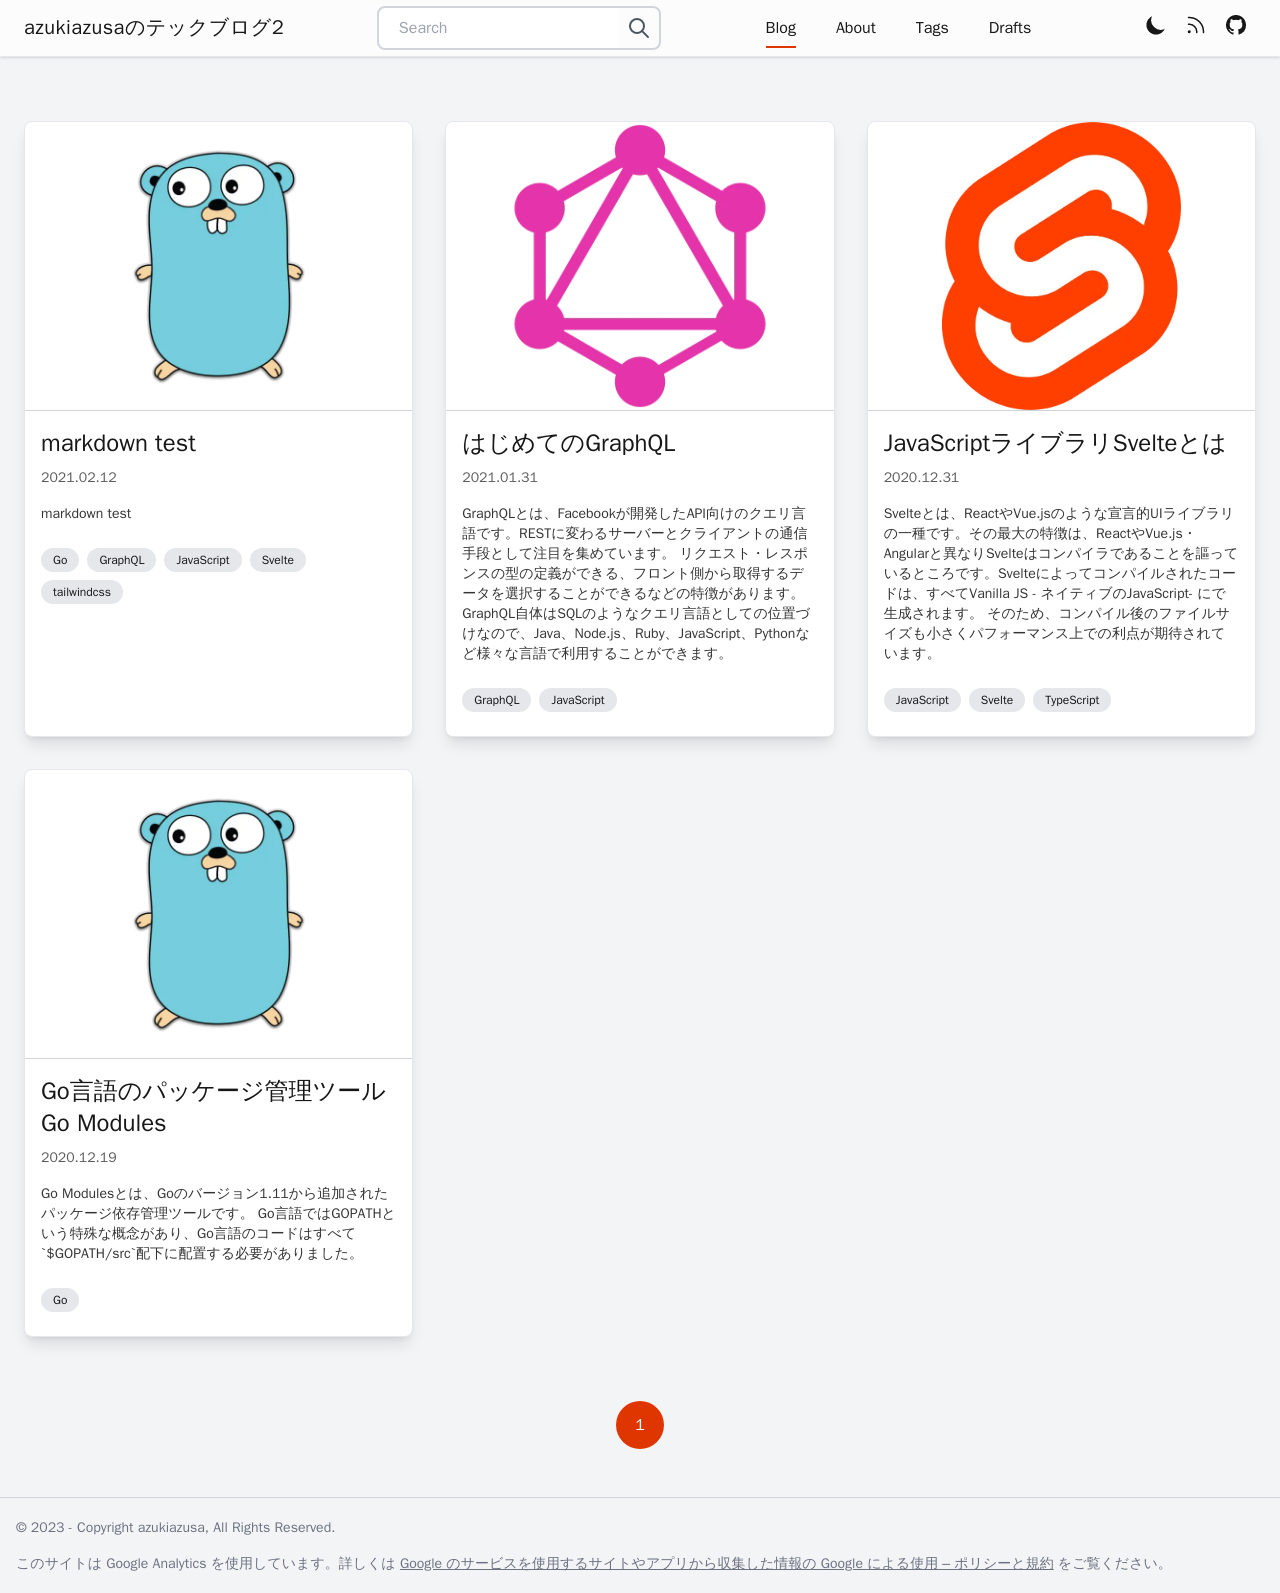 azukiazusaのテックブログ2
Search
Blog
About
Tags
Drafts
markdown test
2021.02.12
markdown test
Go
GraphQL
JavaScript
Svelte
tailwindcss
はじめてのGraphQL
2021.01.31
GraphQLとは、Facebookが開発したAPI向けのクエリ言
語です。RESTに変わるサーバーとクライアントの通信
手段として注目を集めています。 リクエスト・レスポ
ンスの型の定義ができる、フロント側から取得するデ
ータを選択することができるなどの特徴があります。
GraphQL自体はSQLのようなクエリ言語としての位置づ
けなので、Java、Node.js、Ruby、JavaScript、Pythonな
ど様々な言語で利用することができます。
GraphQL
JavaScript
JavaScriptライブラリSvelteとは
2020.12.31
Svelteとは、ReactやVue.jsのような宣言的UIライブラリ
の一種です。その最大の特徴は、ReactやVue.js・
Angularと異なりSvelteはコンパイラであることを謳って
いるところです。Svelteによってコンパイルされたコー
ドは、すべてVanilla JS - ネイティブのJavaScript- にで
生成されます。 そのため、コンパイル後のファイルサ
イズも小さくパフォーマンス上での利点が期待されて
います。
JavaScript
Svelte
TypeScript
Go言語のパッケージ管理ツール
Go Modules
2020.12.19
Go Modulesとは、Goのバージョン1.11から追加された
パッケージ依存管理ツールです。 Go言語ではGOPATHと
いう特殊な概念があり、Go言語のコードはすべて
`$GOPATH/src`配下に配置する必要がありました。
Go
1
© 2023 - Copyright azukiazusa, All Rights Reserved.
このサイトは Google Analytics を使用しています。詳しくは Google のサービスを使用するサイトやアプリから収集した情報の Google による使用 – ポリシーと規約 をご覧ください。